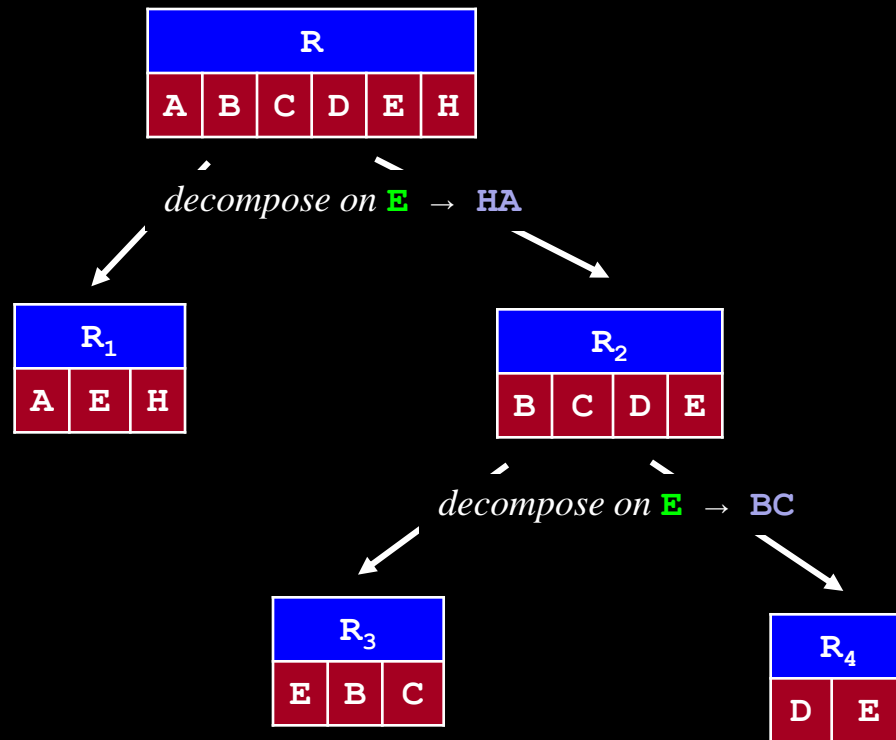 R
A B C D E H
decompose on E → HA
R₁
A E H
R₂
B C D E
decompose on E → BC
R₃
E B C
R₄
D E